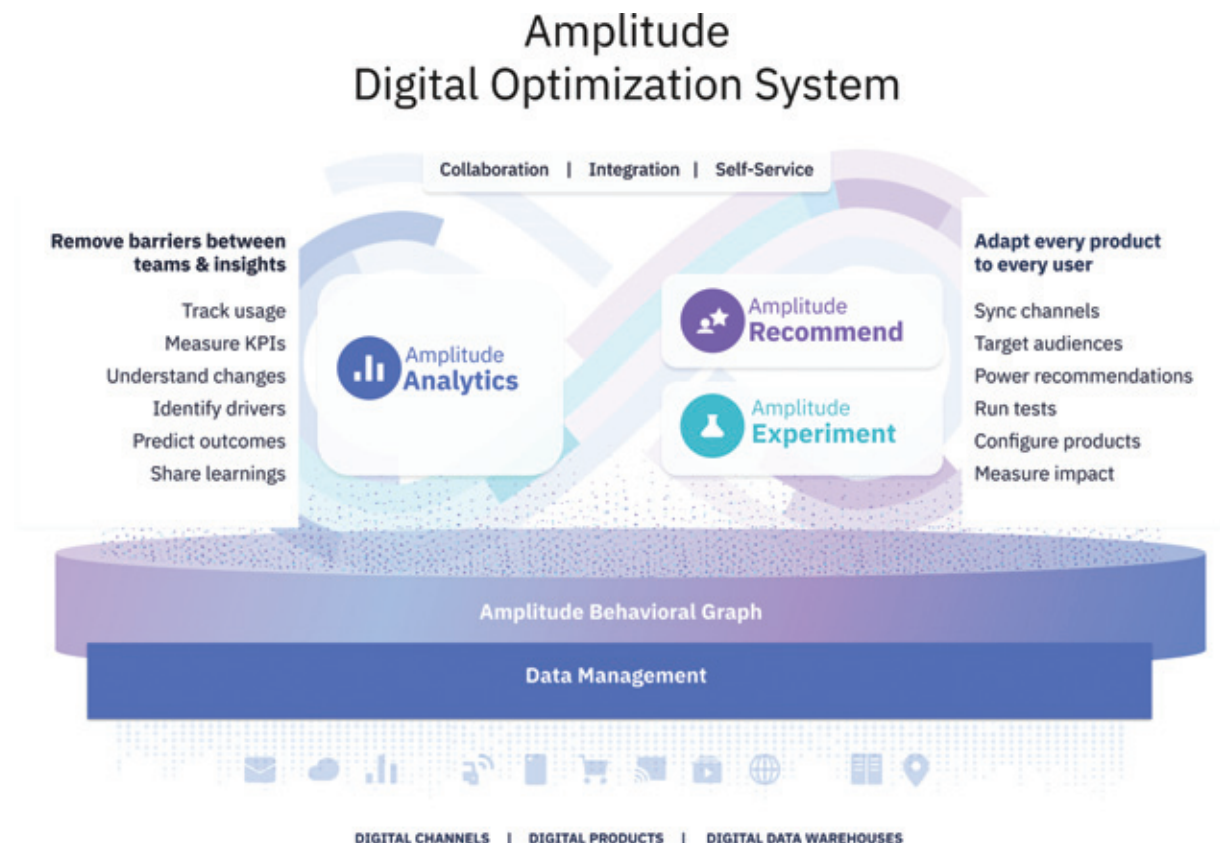 Amplitude
Digital Optimization System
Collaboration | Integration | Self-Service
Remove barriers between
teams & insights
Track usage
Measure KPIs
Understand changes
Identify drivers
Predict outcomes
Share learnings
Amplitude
Analytics
Amplitude
Recommend
Amplitude
Experiment
Adapt every product
to every user
Sync channels
Target audiences
Power recommendations
Run tests
Configure products
Measure impact
Amplitude Behavioral Graph
Data Management
DIGITAL CHANNELS | DIGITAL PRODUCTS | DIGITAL DATA WAREHOUSES